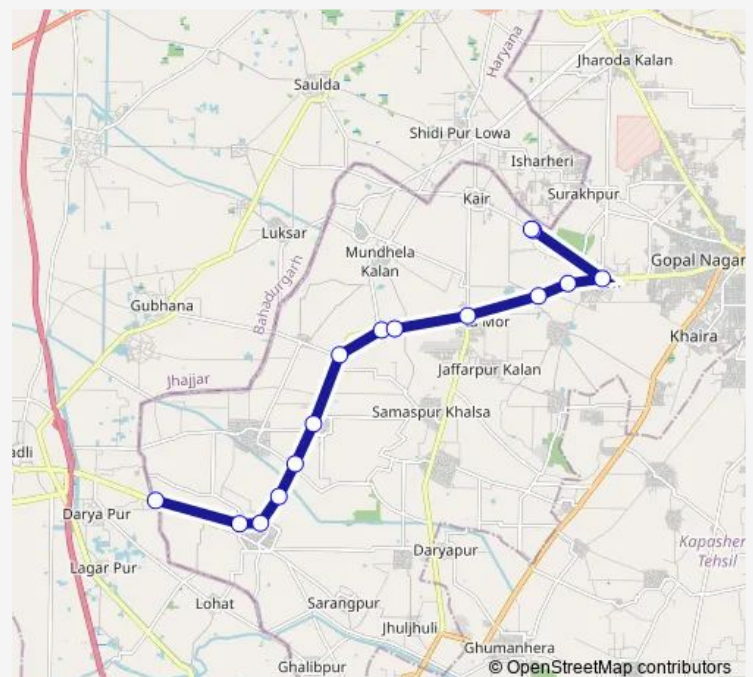 Haryana
Jharoda Kalan
Saulda
Shidi Pur Lowa
Isharheri
Surakhpur
Kair
Luksar
Mundhela
Kalan
Gopal Nagar
Bahadurgarh
Gubhana
Mor
Khaira
Jaffarpur Kalan
Jhajjar
Samaspur Khalsa
adli
Darya Pur
Daryapur
Kapasher
Tehsil
Lagar Pur
Lohat
Sarangpur
Jhuljhuli
Ghumanhera
Ghalibpur
© OpenStreetMap contributors